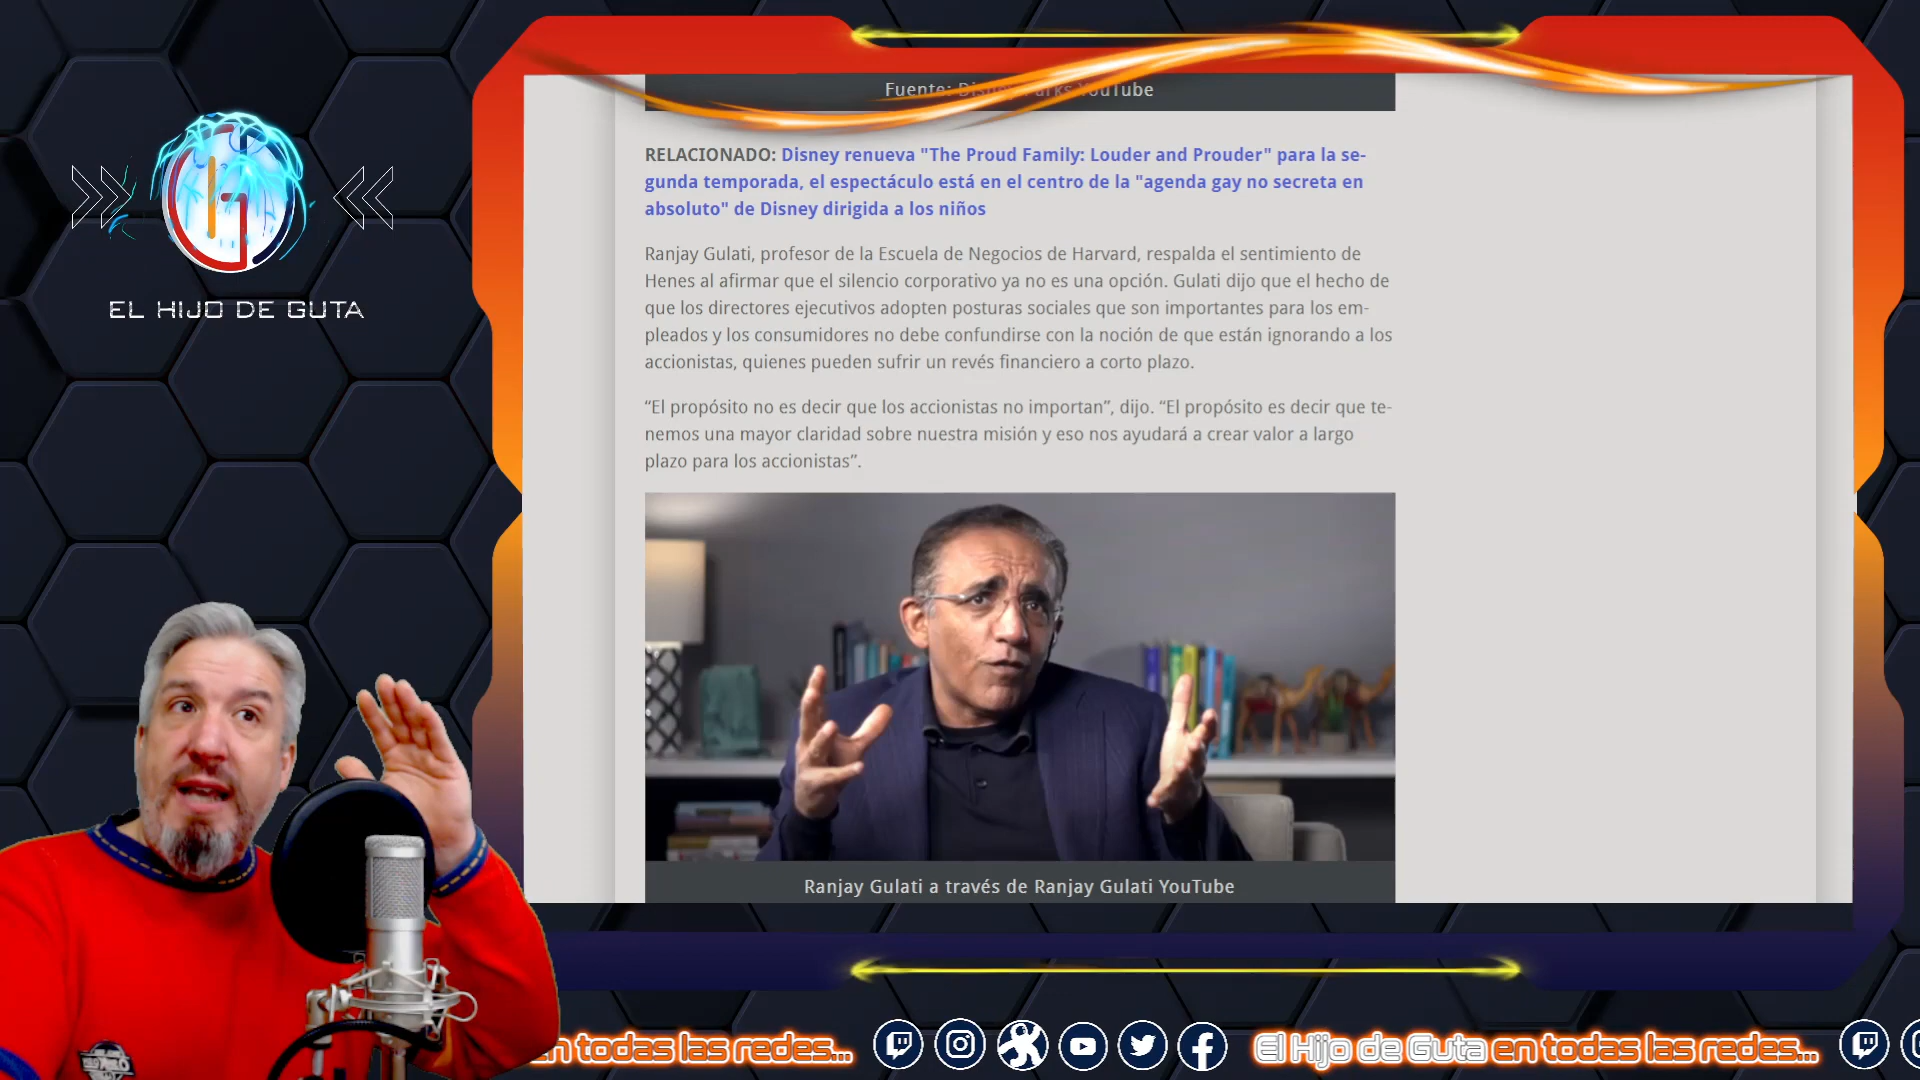 EL HIJO DE GUTA
Fuente: Disney Parks YouTube
RELACIONADO: Disney renueva "The Proud Family: Louder and Prouder" para la se-
gunda temporada, el espectáculo está en el centro de la "agenda gay no secreta en
absoluto" de Disney dirigida a los niños
Ranjay Gulati, profesor de la Escuela de Negocios de Harvard, respalda el sentimiento de
Henes al afirmar que el silencio corporativo ya no es una opción. Gulati dijo que el hecho de
que los directores ejecutivos adopten posturas sociales que son importantes para los em-
pleados y los consumidores no debe confundirse con la noción de que están ignorando a los
accionistas, quienes pueden sufrir un revés financiero a corto plazo.
“El propósito no es decir que los accionistas no importan”, dijo. “El propósito es decir que te-
nemos una mayor claridad sobre nuestra misión y eso nos ayudará a crear valor a largo
plazo para los accionistas”.
Ranjay Gulati a través de Ranjay Gulati YouTube
en todas las redes... El Hijo de Guta en todas las redes...